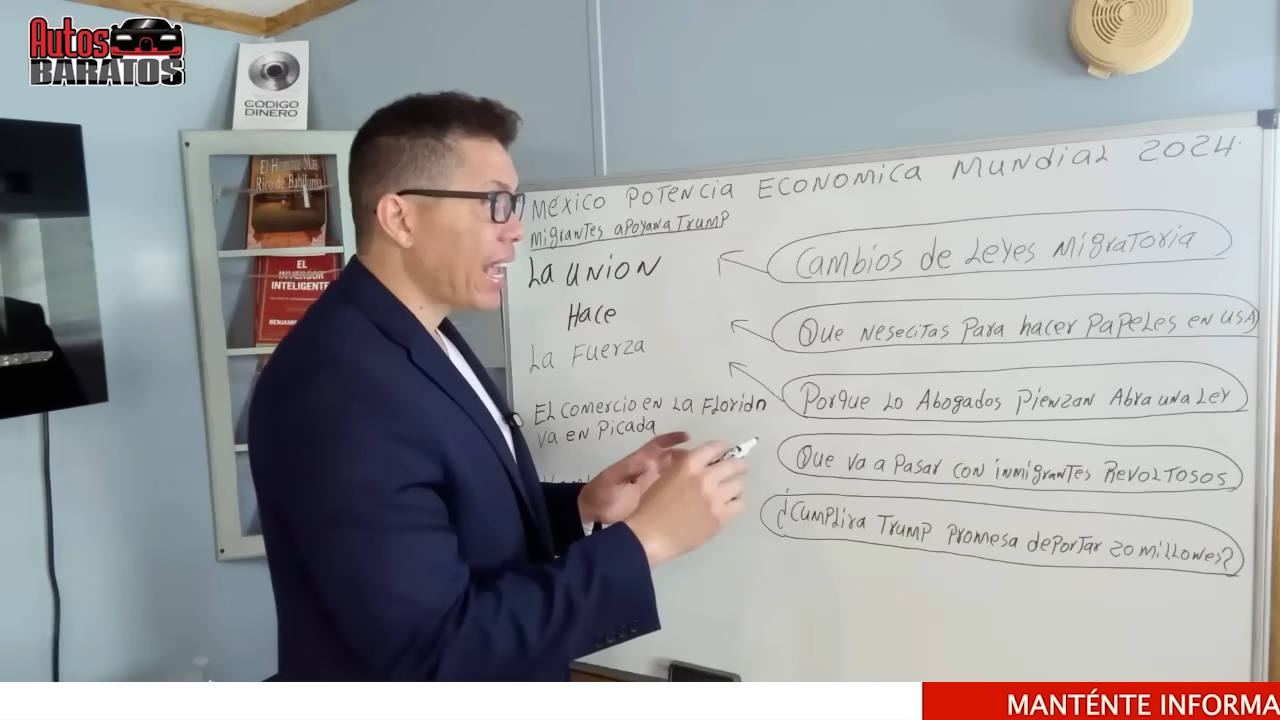 Autos
BARATOS
CODIGO
DINERO
El Hombre Más
Rico de Babilonia
EL
INVERSOR
INTELIGENTE
MéXICO POTENCIA ECONOMICA MUNDIAL 2024.
MigranTes apoyan a Trump
La UNION
Hace
La Fuerza
EL Comercio en La Florida
Va en Picada
Cambios de Leyes MigraToria
Que Nesecitas Para hacer PaPeLes en USA
Porque Lo Abogados Pienzan Abra una Ley
Que va a Pasar con inmigranTes RevoLTosos
¿CumpLira Trump Promesa dePorTar 20 miLLones?
MANTÉNTE INFORMA